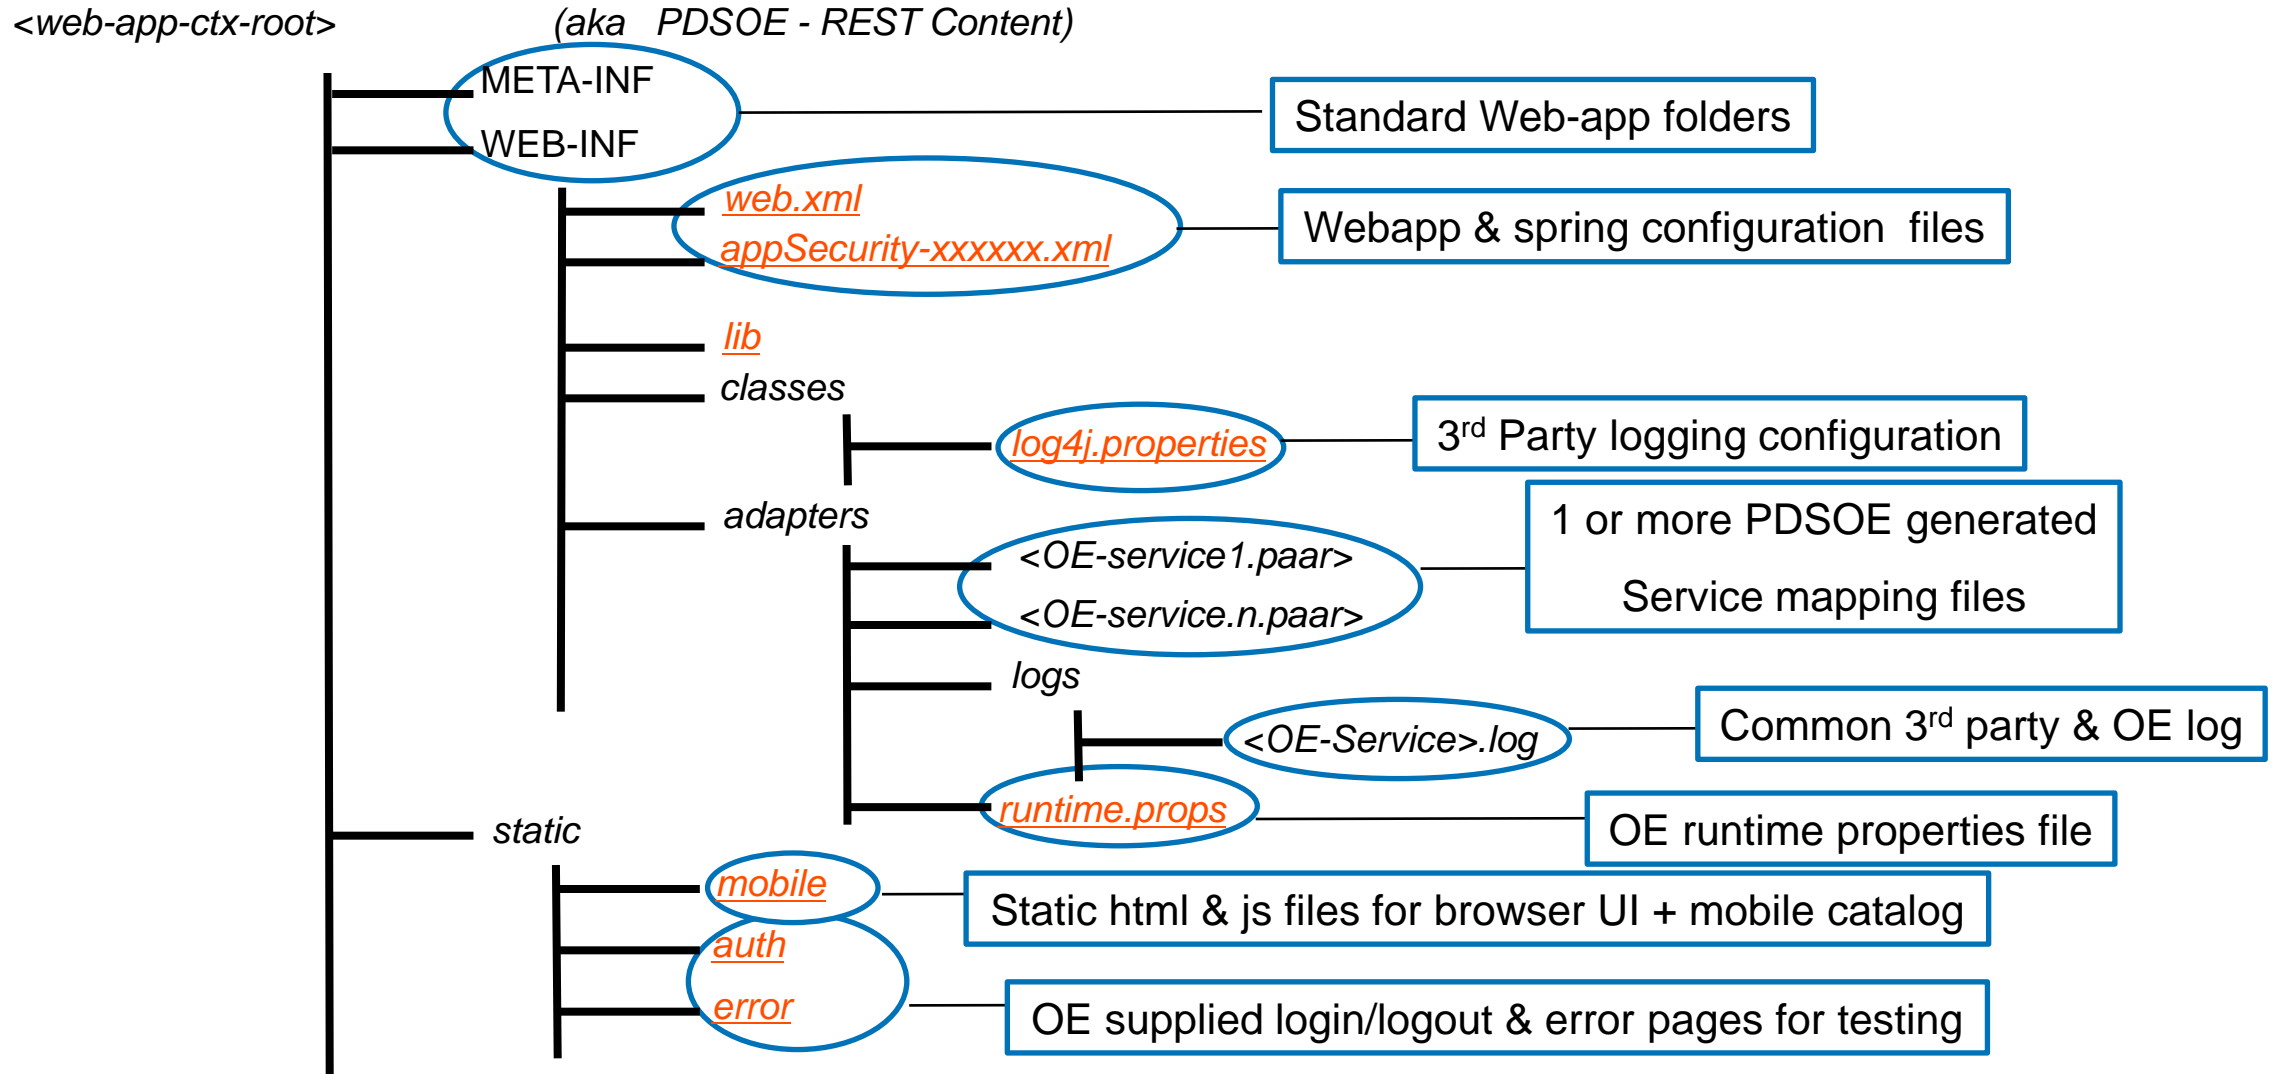 <web-app-ctx-root> (aka PDSOE - REST Content)
META-INF
Standard Web-app folders
WEB-INF
web.xml
appSecurity-xxxxxx.xml
Webapp & spring configuration files
lib
classes
log4j.properties
3rd Party logging configuration
adapters
<OE-service1.paar>
<OE-service.n.paar>
1 or more PDSOE generated
Service mapping files
logs
<OE-Service>.log
Common 3rd party & OE log
runtime.props
OE runtime properties file
static
mobile
Static html & js files for browser UI + mobile catalog
auth
error
OE supplied login/logout & error pages for testing